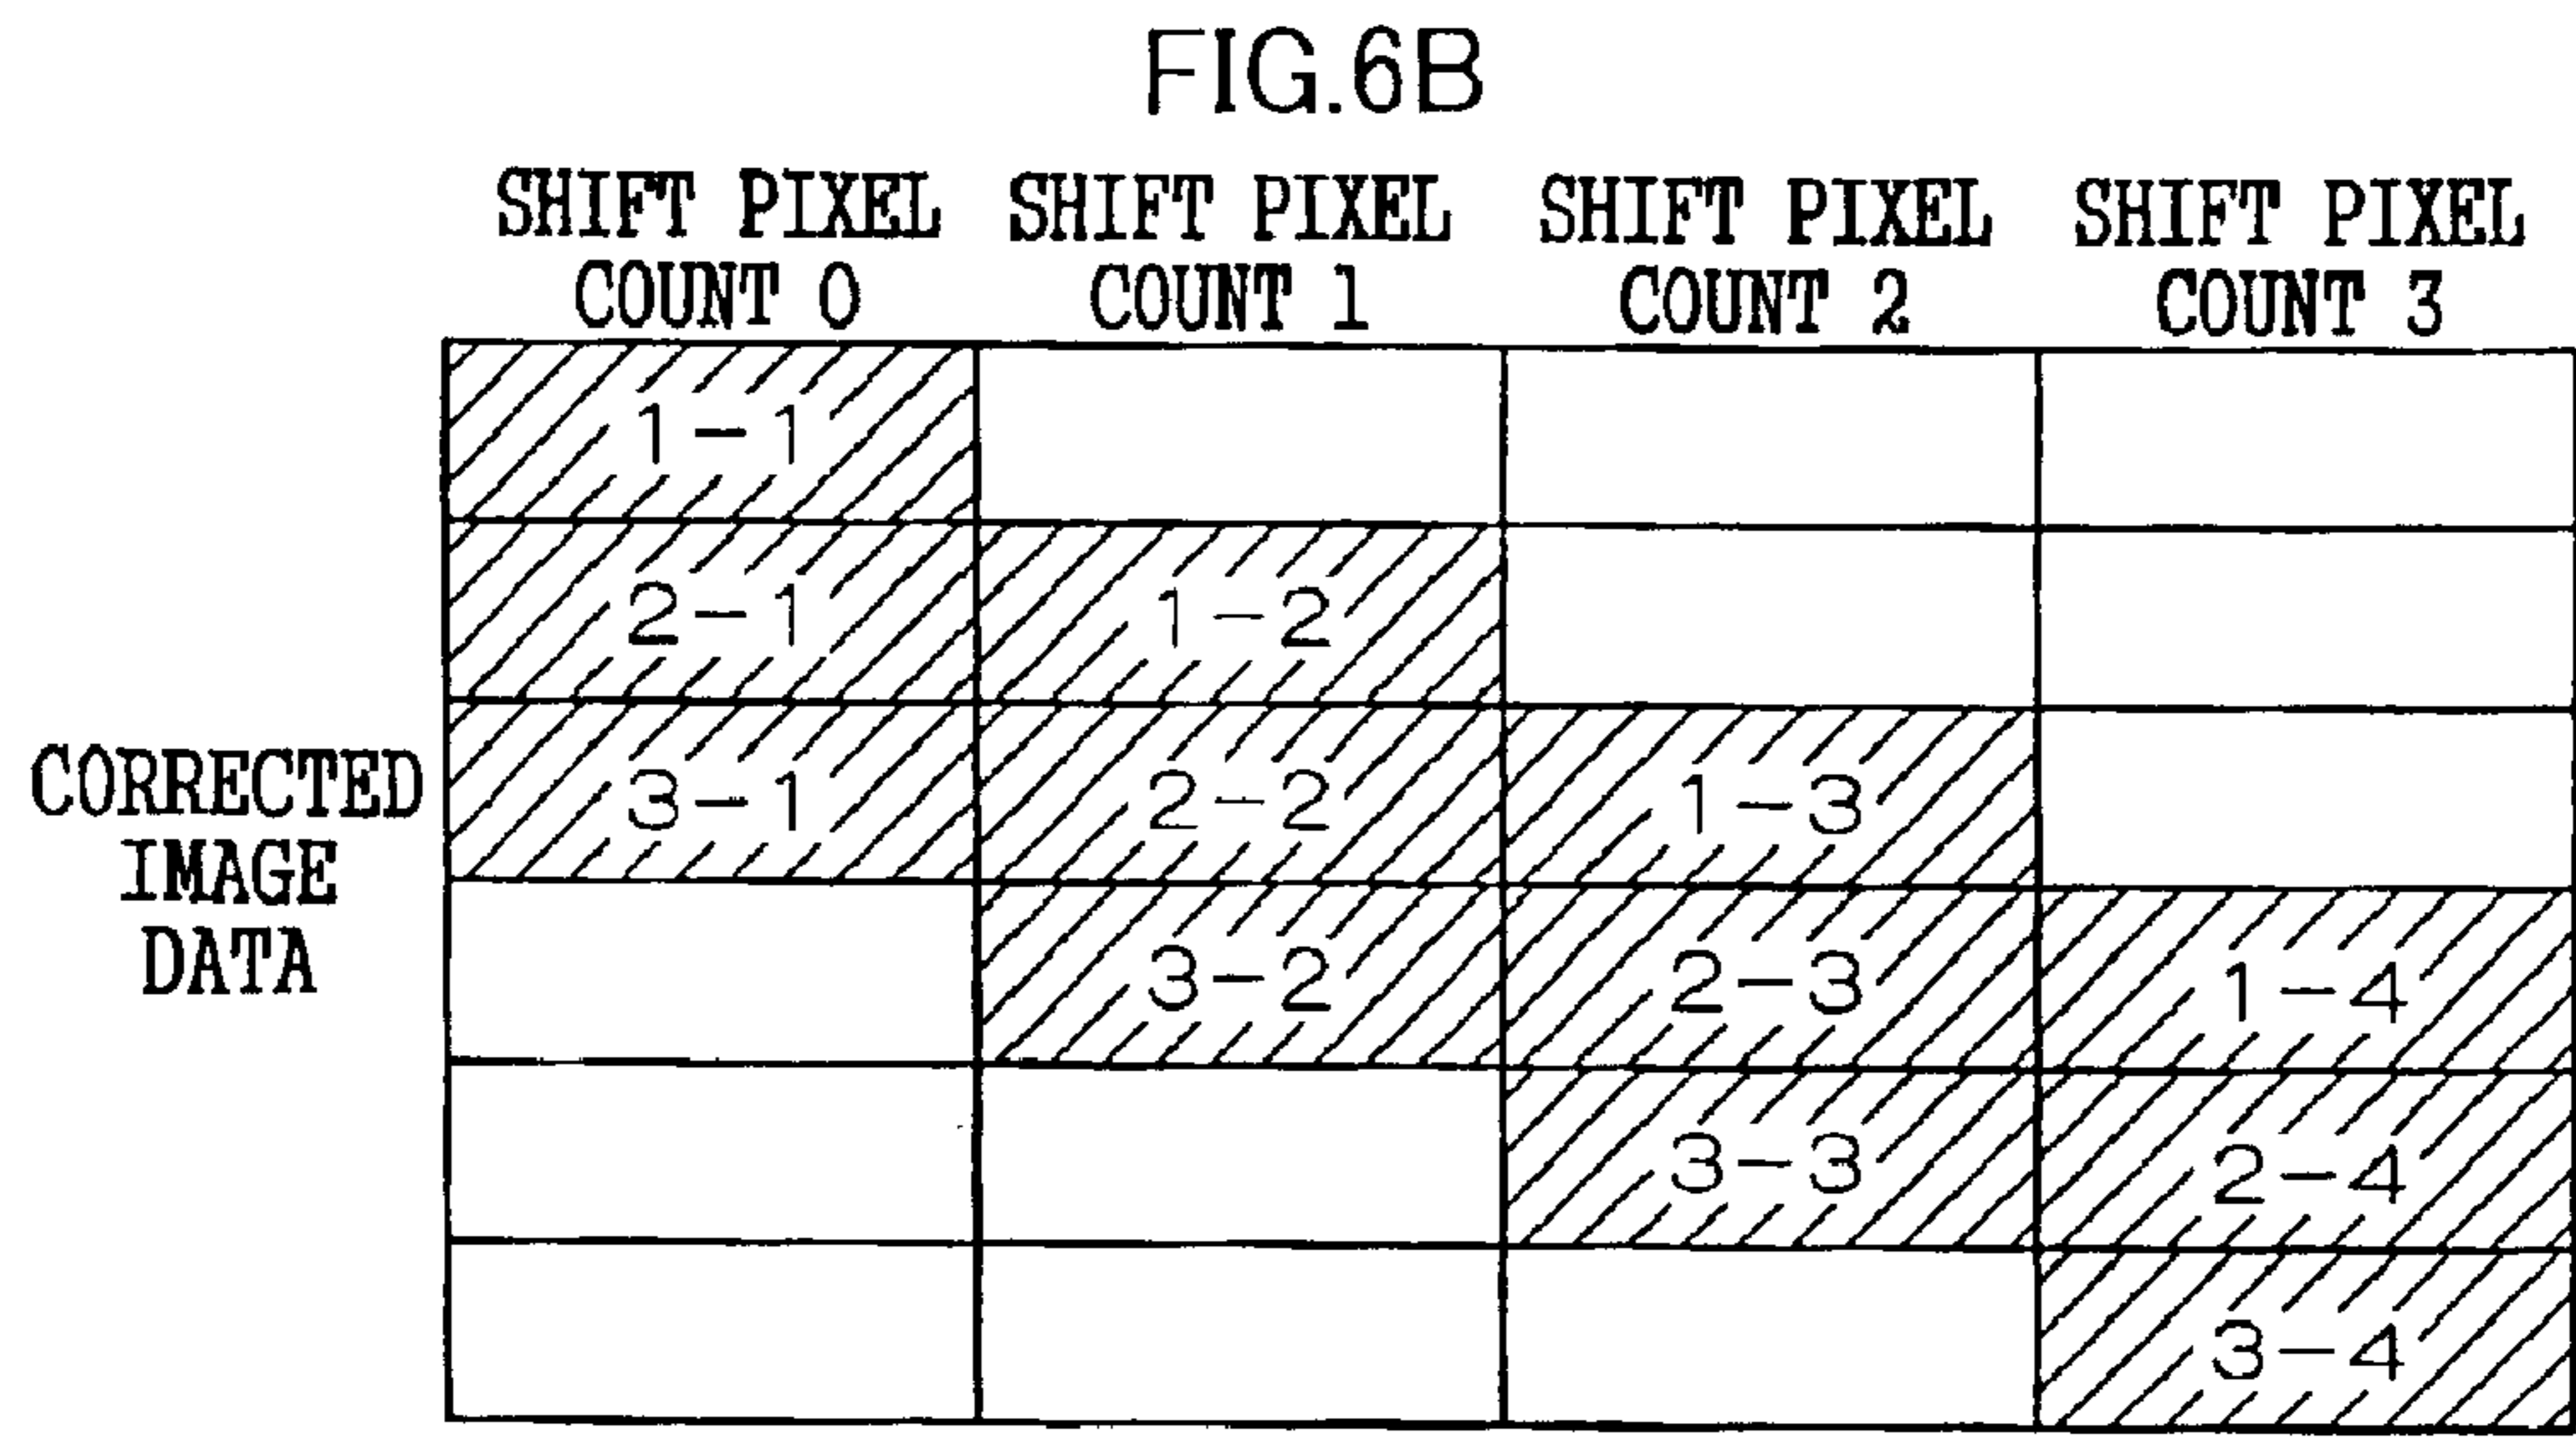 FIG.6B
SHIFT PIXEL COUNT 0
SHIFT PIXEL COUNT 1
SHIFT PIXEL COUNT 2
SHIFT PIXEL COUNT 3
1-1
2-1 1-2
3-1 2-2 1-3
3-2 2-3 1-4
3-3 2-4
3-4
CORRECTED
IMAGE
DATA